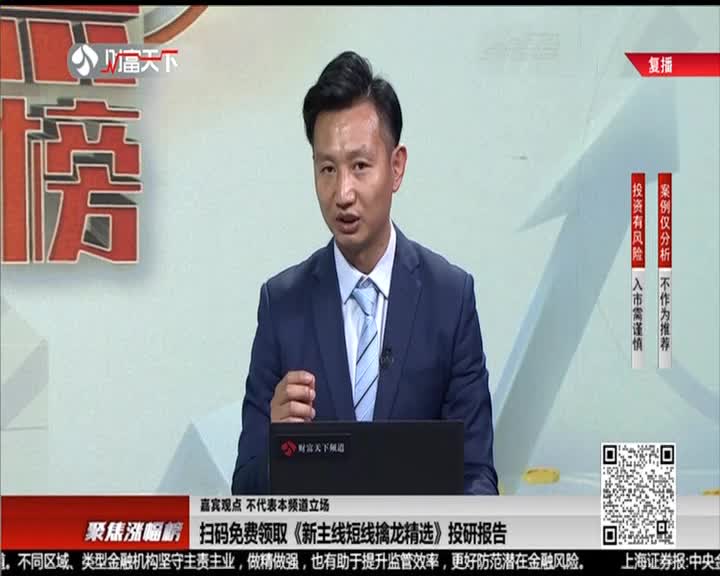 财富天下
复播
榜
投资有风险 入市需谨慎
案例仅分析 不作为推荐
财富天下频道
嘉宾观点 不代表本频道立场
聚焦涨幅榜
扫码免费领取《新主线短线擒龙精选》投研报告
道。不同区域、类型金融机构坚守主责主业，做精做强，也有助于提升监管效率，更好防范潜在金融风险。 上海证券报:中央金